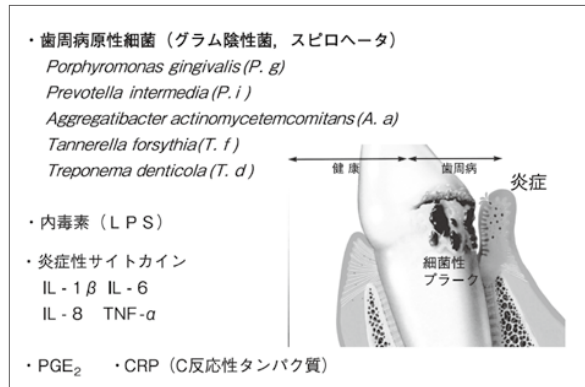 ・歯周病原性細菌（グラム陰性菌，スピロヘータ）
Porphyromonas gingivalis(P. g)
Prevotella intermedia(P.i )
Aggregatibacter actinomycetemcomitans(A. a)
Tannerella forsythia(T. f)
Treponema denticola(T. d)
・内毒素（ＬＰＳ）
・炎症性サイトカイン
IL - 1β IL - 6
IL - 8 TNF-α
・PGE₂ ・CRP（C反応性タンパク質）
健 康
歯周病
炎症
細菌性
プラーク